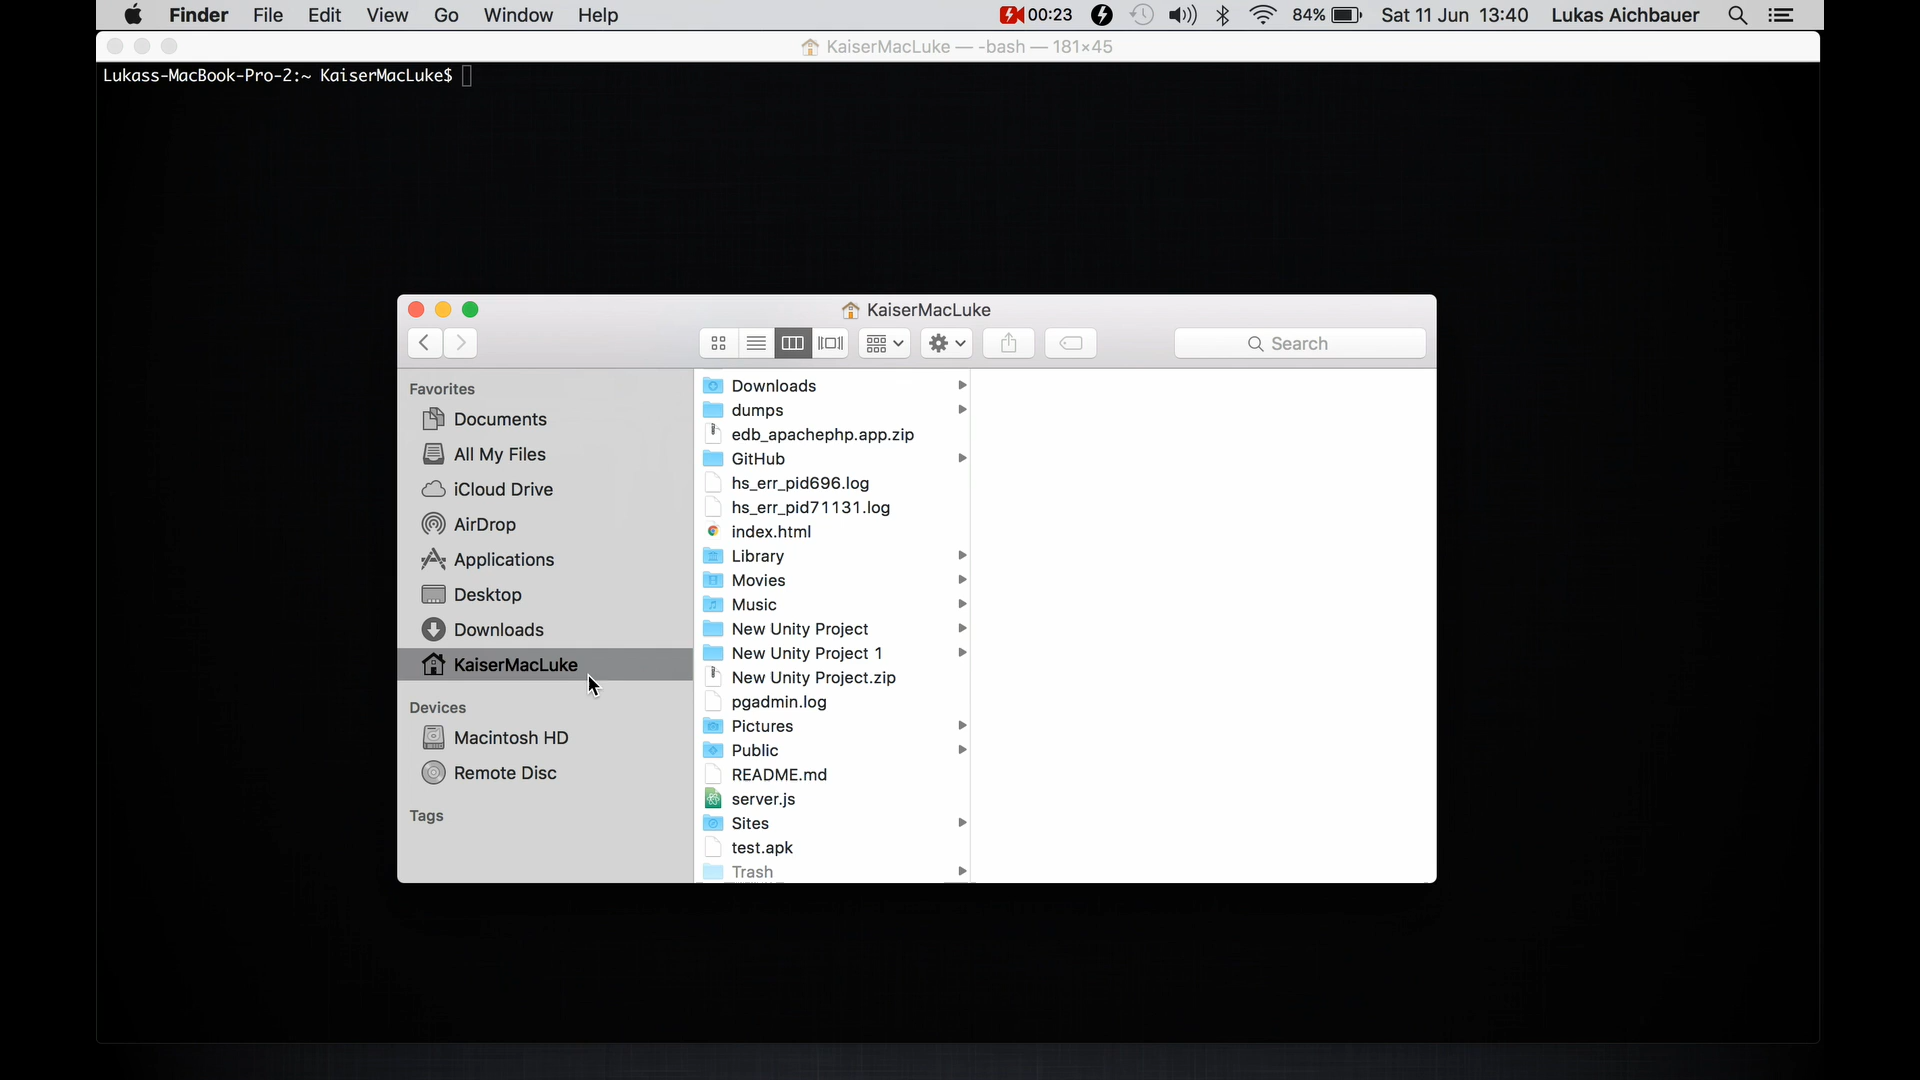 Finder File Edit View Go Window Help 00:23 84% Sat 11 Jun 13:40 Lukas Aichbauer
KaiserMacLuke — -bash — 181×45
Lukass-MacBook-Pro-2:~ KaiserMacLuke$
KaiserMacLuke
Search
Favorites
Documents
All My Files
iCloud Drive
AirDrop
Applications
Desktop
Downloads
KaiserMacLuke
Devices
Macintosh HD
Remote Disc
Tags
Downloads
dumps
edb_apachephp.app.zip
GitHub
hs_err_pid696.log
hs_err_pid71131.log
index.html
Library
Movies
Music
New Unity Project
New Unity Project 1
New Unity Project.zip
pgadmin.log
Pictures
Public
README.md
server.js
Sites
test.apk
Trash